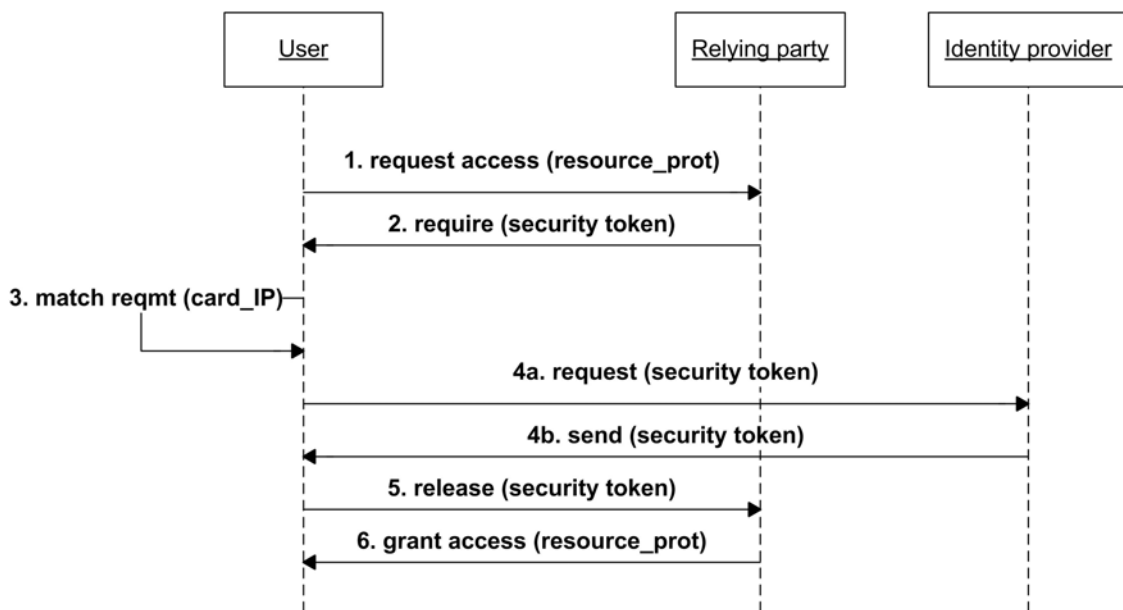 User
Relying party
Identity provider
1. request access (resource_prot)
2. require (security token)
3. match reqmt (card_IP)
4a. request (security token)
4b. send (security token)
5. release (security token)
6. grant access (resource_prot)